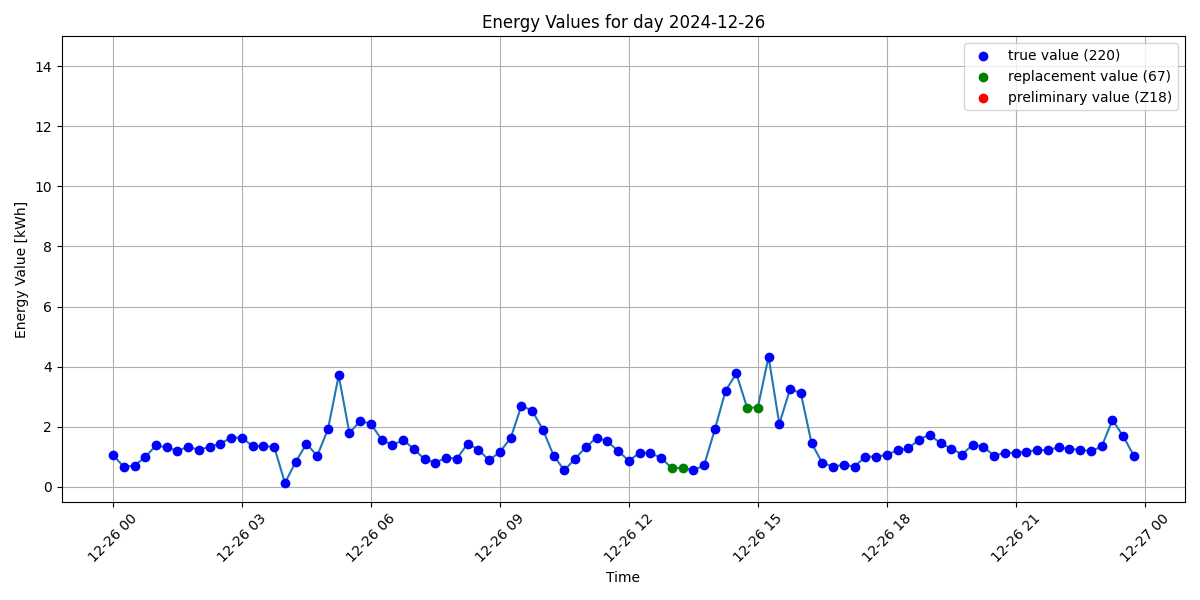 Energy Values for day 2024-12-26
true value (220)
replacement value (67)
preliminary value (Z18)
14
12
10
8
6
4
2
0
Energy Value [kWh]
12-26 00
12-26 03
12-26 06
12-26 09
12-26 12
12-26 15
12-26 18
12-26 21
12-27 00
Time